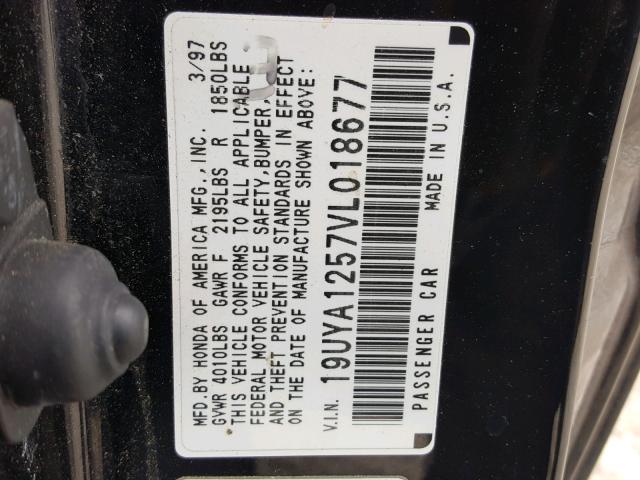 MFD.BY HONDA OF AMERICA MFG.,INC. 3/97
GVWR 4010LBS GAWR F 2195LBS R 1850LBS
THIS VEHICLE CONFORMS TO ALL APPLICABLE
FEDERAL MOTOR VEHICLE SAFETY,BUMPER,
AND THEFT PREVENTION STANDARDS IN EFFECT
ON THE DATE OF MANUFACTURE SHOWN ABOVE:
V.I.N. 19UYA1257VL018677
PASSENGER CAR MADE IN U.S.A.